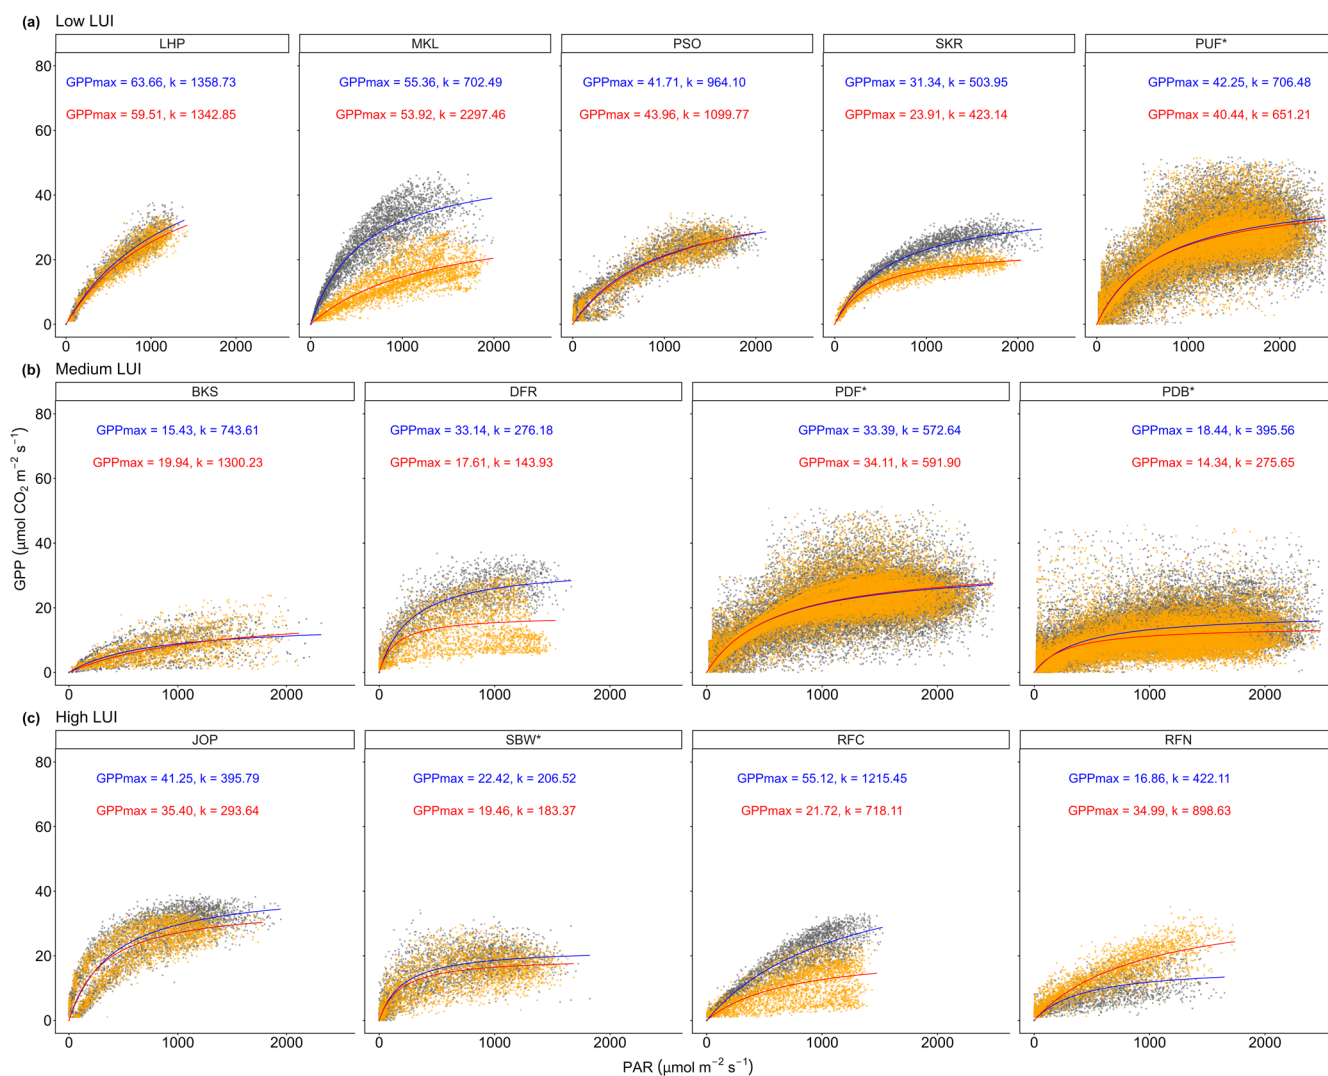 (a) Low LUI
LHP MKL PSO SKR PUF*
80
GPPmax = 63.66, k = 1358.73 GPPmax = 55.36, k = 702.49 GPPmax = 41.71, k = 964.10 GPPmax = 31.34, k = 503.95 GPPmax = 42.25, k = 706.48
GPPmax = 59.51, k = 1342.85 GPPmax = 53.92, k = 2297.46 GPPmax = 43.96, k = 1099.77 GPPmax = 23.91, k = 423.14 GPPmax = 40.44, k = 651.21
60
40
20
0
0 1000 2000 0 500 1000 1500 2000 0 1000 2000 0 1000 2000 0 1000 2000
(b) Medium LUI
BKS DFR PDF* PDB*
80
GPPmax = 15.43, k = 743.61 GPPmax = 33.14, k = 276.18 GPPmax = 33.39, k = 572.64 GPPmax = 18.44, k = 395.56
GPPmax = 19.94, k = 1300.23 GPPmax = 17.61, k = 143.93 GPPmax = 34.11, k = 591.90 GPPmax = 14.34, k = 275.65
60
40
20
0
GPP (µmol CO₂ m⁻² s⁻¹)
0 1000 2000 0 1000 2000 0 1000 2000 0 1000 2000
(c) High LUI
JOP SBW* RFC RFN
80
GPPmax = 41.25, k = 395.79 GPPmax = 22.42, k = 206.52 GPPmax = 55.12, k = 1215.45 GPPmax = 16.86, k = 422.11
GPPmax = 35.40, k = 293.64 GPPmax = 19.46, k = 183.37 GPPmax = 21.72, k = 718.11 GPPmax = 34.99, k = 898.63
60
40
20
0
0 1000 2000 0 1000 2000 0 1000 2000 0 1000 2000
PAR (µmol m⁻² s⁻¹)